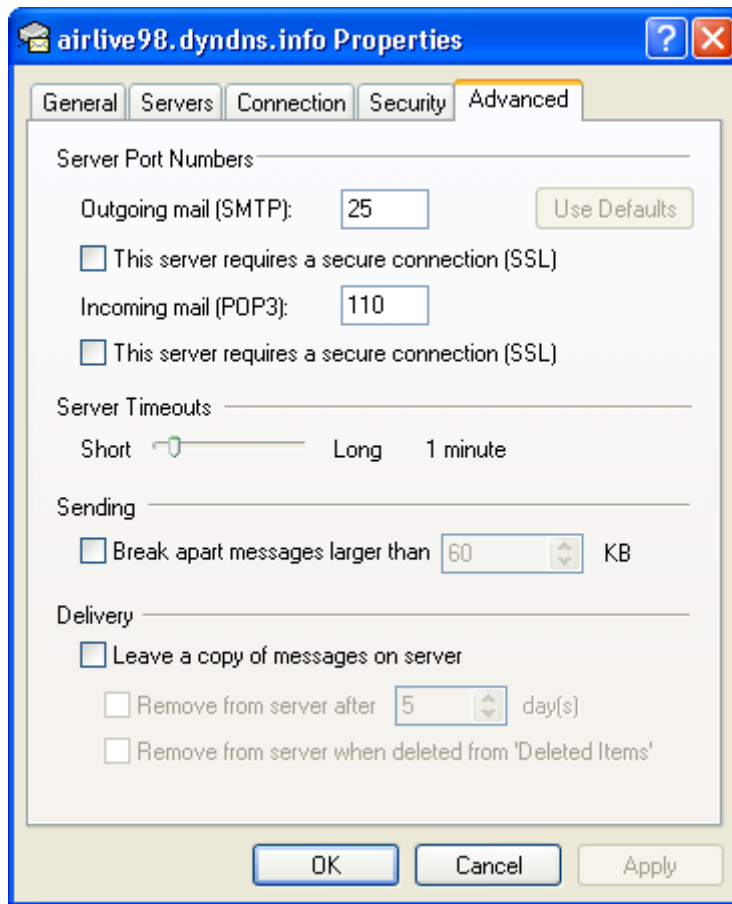 airlive98.dyndns.info Properties
General Servers Connection Security Advanced
Server Port Numbers
Outgoing mail (SMTP): 25 Use Defaults
This server requires a secure connection (SSL)
Incoming mail (POP3): 110
This server requires a secure connection (SSL)
Server Timeouts
Short Long 1 minute
Sending
Break apart messages larger than 60 KB
Delivery
Leave a copy of messages on server
Remove from server after 5 day(s)
Remove from server when deleted from 'Deleted Items'
OK Cancel Apply